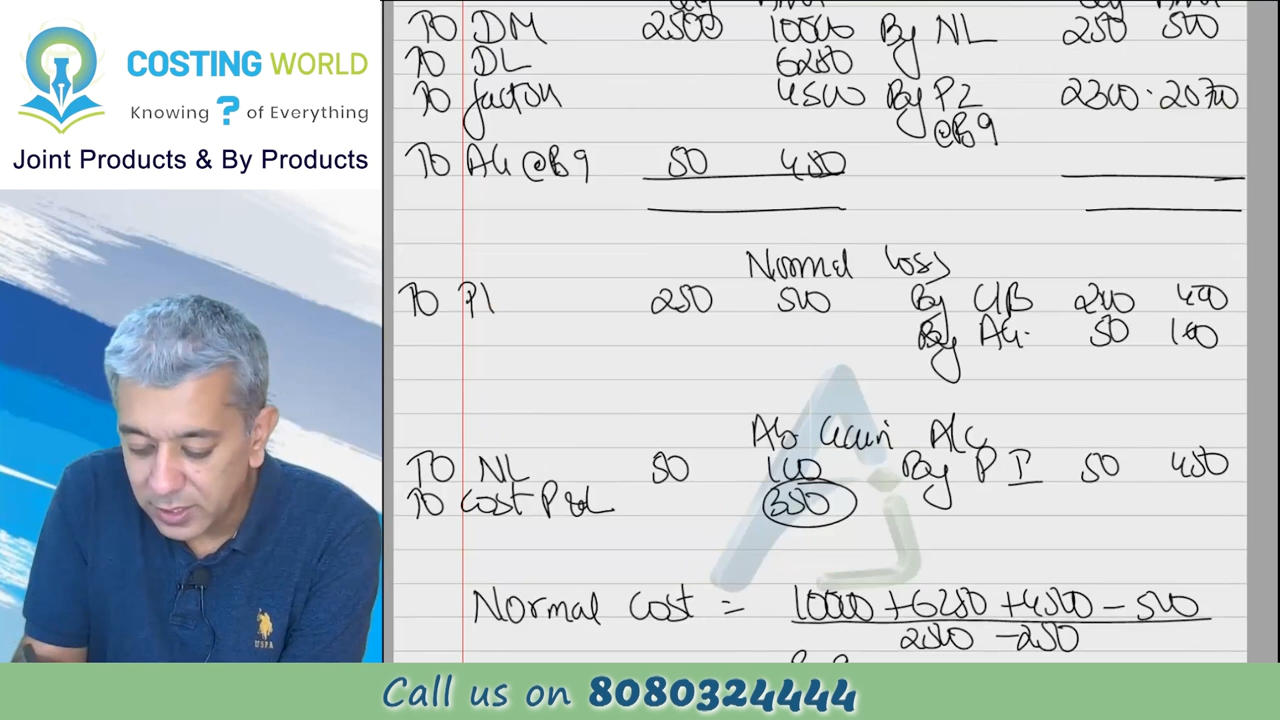 COSTING WORLD
Knowing ? of Everything
Joint Products & By Products
To DM 2500 10000 By NL 250 500
To DL 6250
To factory 4500 By P2 2300 20700
@ 9
To AG @ 9 50 450
Normal loss
To P1 250 500 By 200 400
By AG 50 100
Ab Gain A/c
To NL 50 100 By P I 50 450
To Cost P&L 350
Normal Cost = 10000 + 6250 + 4500 - 500
2500 - 250
Call us on 8080324444